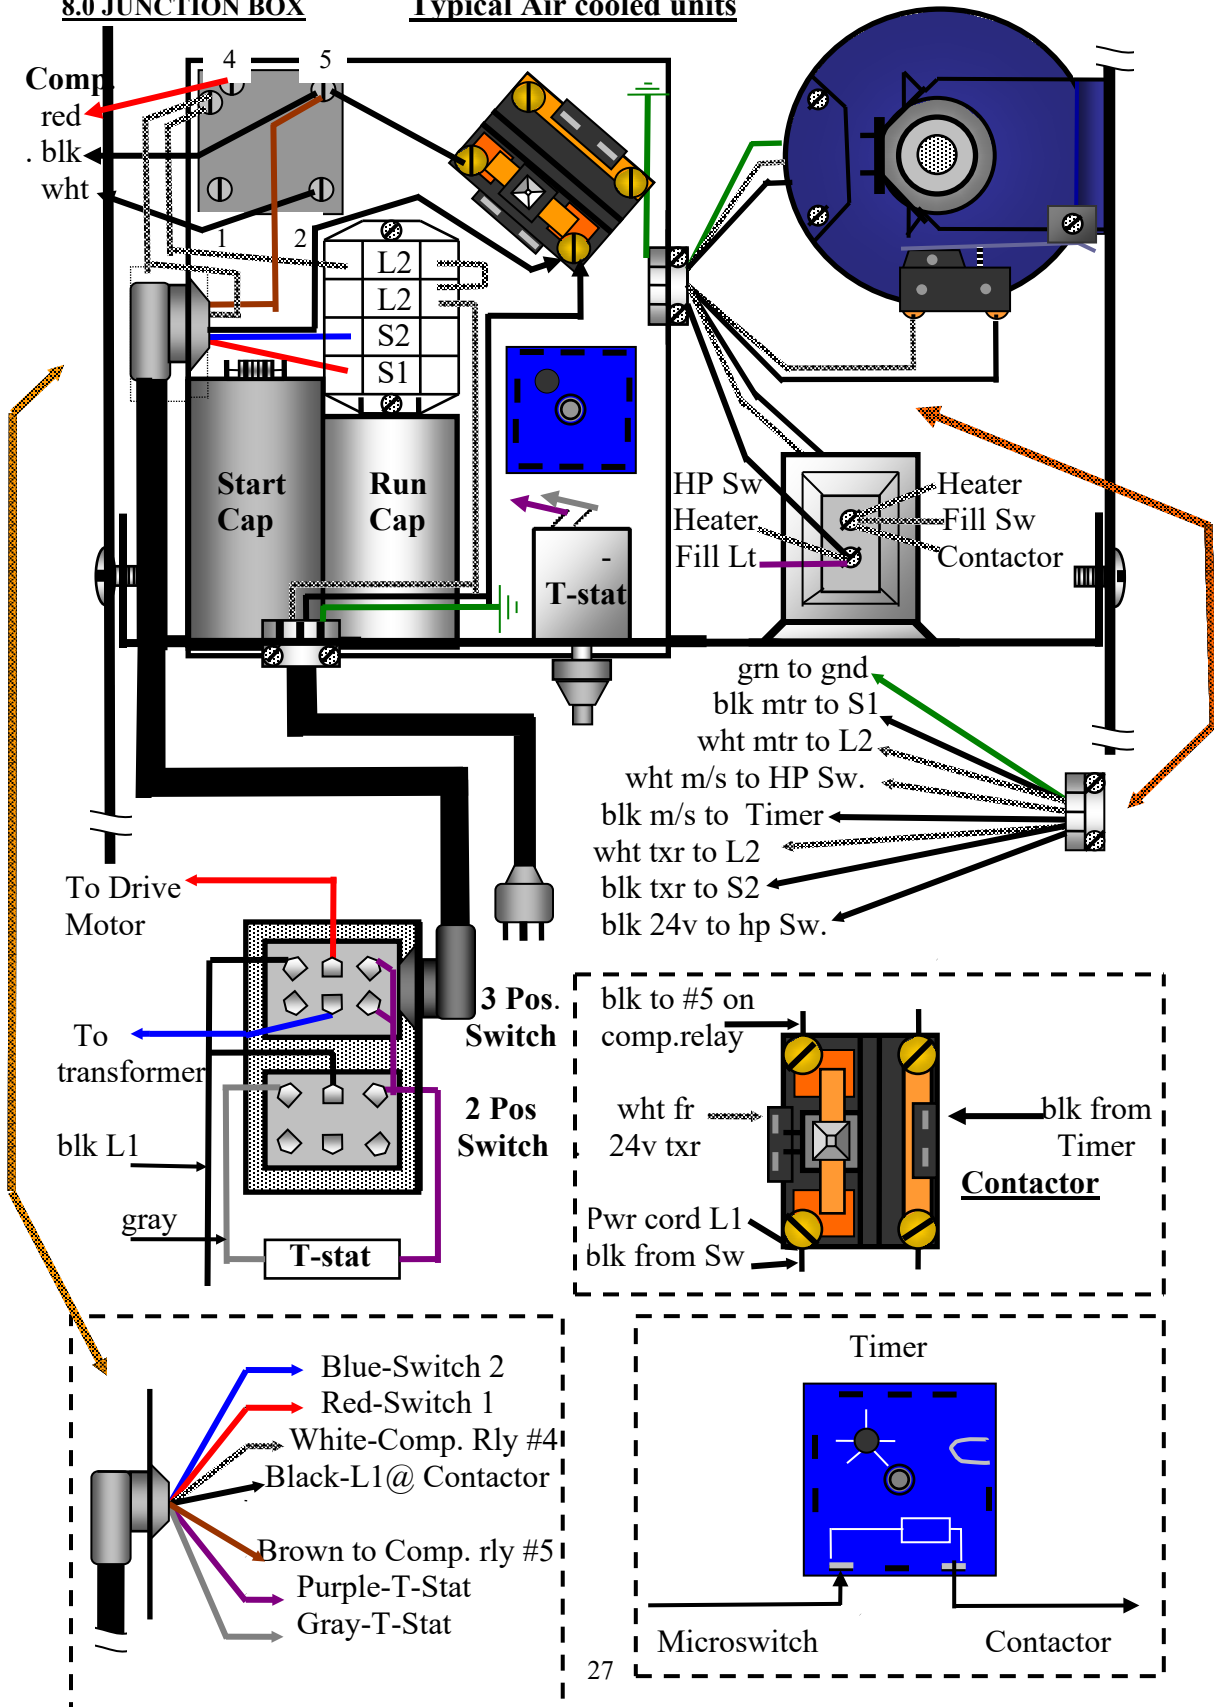 8.0 JUNCTION BOX
Typical Air cooled units
4
5
Comp.
red
. blk
wht
1
2
L2
L2
S2
S1
Start
Cap
Run
Cap
-
T-stat
HP Sw
Heater
Fill Lt
Heater
Fill Sw
Contactor
grn to gnd
blk mtr to S1
wht mtr to L2
wht m/s to HP Sw.
blk m/s to Timer
wht txr to L2
blk txr to S2
blk 24v to hp Sw.
To Drive
Motor
To
transformer
blk L1
gray
3 Pos.
Switch
2 Pos
Switch
T-stat
blk to #5 on
comp.relay
wht fr
24v txr
Pwr cord L1
blk from Sw
blk from
Timer
Contactor
Blue-Switch 2
Red-Switch 1
White-Comp. Rly #4
Black-L1@ Contactor
Brown to Comp. rly #5
Purple-T-Stat
Gray-T-Stat
Timer
Microswitch
Contactor
27